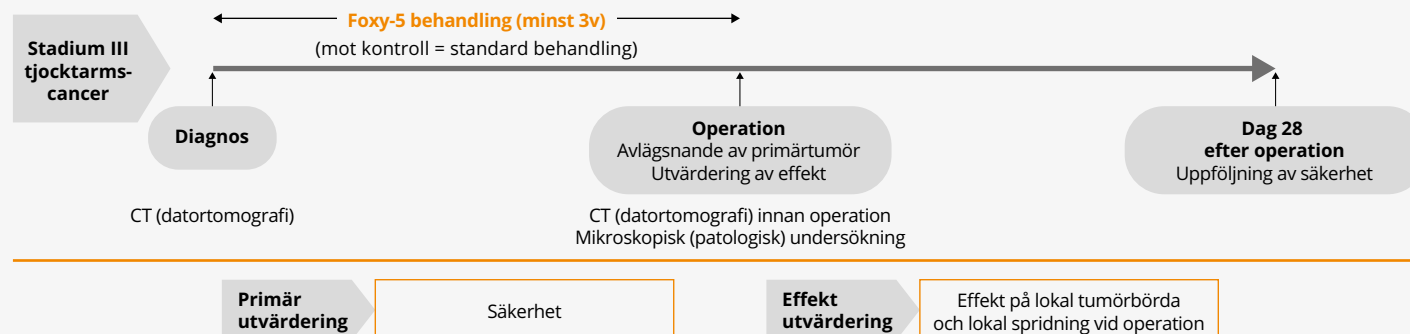 Foxy-5 behandling (minst 3v)
(mot kontroll = standard behandling)
Stadium III
tjocktarms-
cancer
Diagnos
Operation
Avlägsnande av primärtumör
Utvärdering av effekt
Dag 28
efter operation
Uppföljning av säkerhet
CT (datortomografi)
CT (datortomografi) innan operation
Mikroskopisk (patologisk) undersökning
Primär
utvärdering
Säkerhet
Effekt
utvärdering
Effekt på lokal tumörbörda
och lokal spridning vid operation